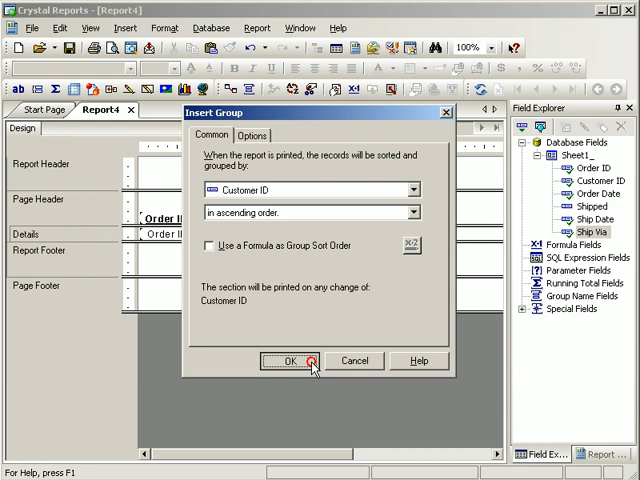 Crystal Reports - [Report4]
File Edit View Insert Format Database Report Window Help
100%
Start Page Report4
Design
Report Header
Page Header
Order I
Details
Order ID
Report Footer
Page Footer
Insert Group
Common Options
When the report is printed, the records will be sorted and
grouped by:
Customer ID
in ascending order.
Use a Formula as Group Sort Order
x-2
The section will be printed on any change of:
Customer ID
OK Cancel Help
Field Explorer
Database Fields
Sheet1_
Order ID
Customer ID
Order Date
Shipped
Ship Date
Ship Via
Formula Fields
SQL Expression Fields
Parameter Fields
Running Total Fields
Group Name Fields
Special Fields
Field Ex... Report ...
For Help, press F1